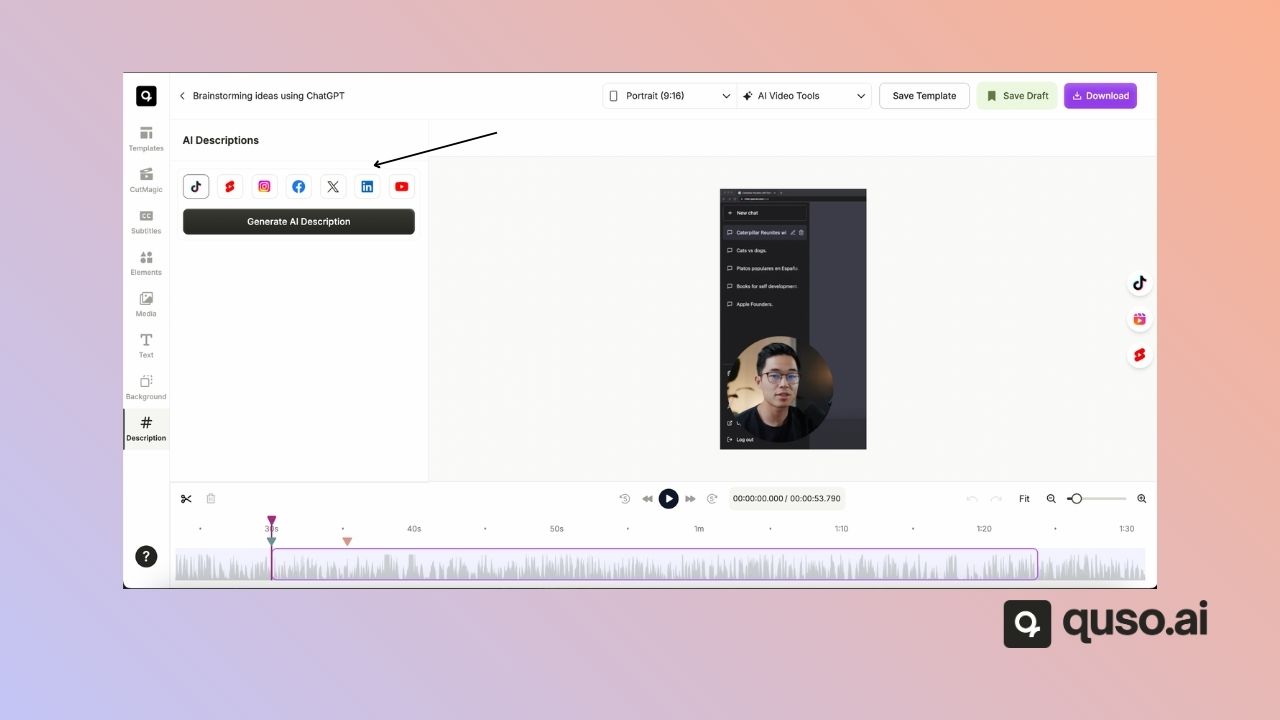 Brainstorming ideas using ChatGPT
Portrait (9:16)
AI Video Tools
Save Template
Save Draft
Download
Templates
CutMagic
Subtitles
Elements
Media
Text
Background
Description
AI Descriptions
Generate AI Description
New chat
Caterpillar Reunites wi
Cats vs dogs.
Platos populares en Españ
Books for self development
Apple Founders.
Log out
00:00:00.000 / 00:00:53.790
Fit
30s
40s
50s
1m
1:10
1:20
1:30
?
quso.ai